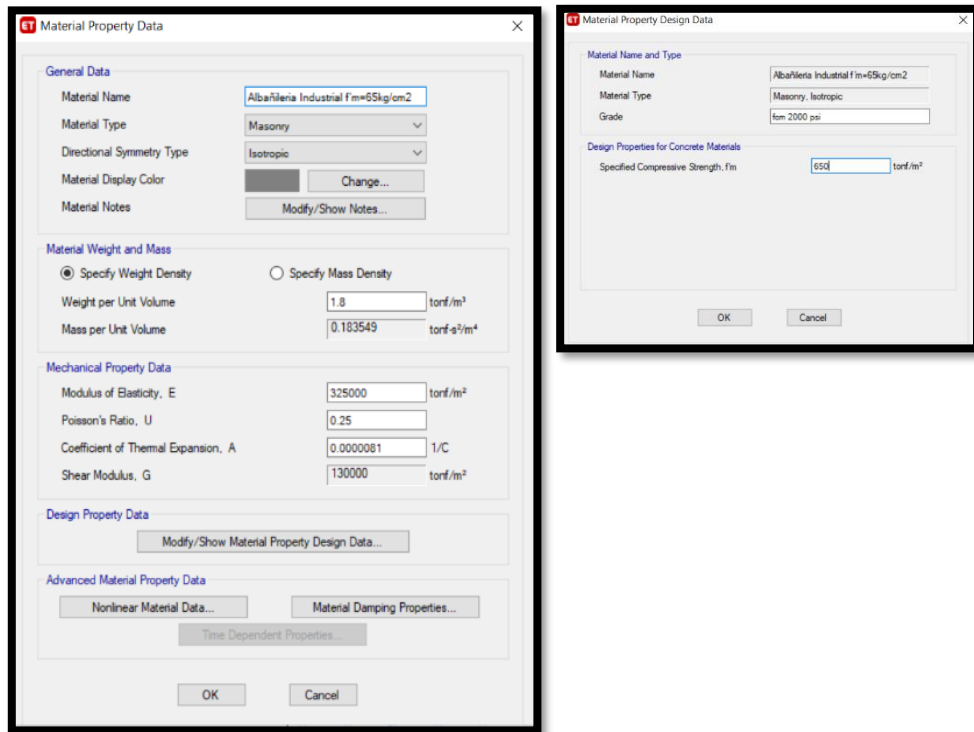 ET Material Property Data
General Data
Material Name Albañileria Industrial f'm=65kg/cm2
Material Type Masonry
Directional Symmetry Type Isotropic
Material Display Color Change...
Material Notes Modify/Show Notes...
Material Weight and Mass
Specify Weight Density Specify Mass Density
Weight per Unit Volume 1.8 tonf/m³
Mass per Unit Volume 0.183549 tonf-s²/m⁴
Mechanical Property Data
Modulus of Elasticity, E 325000 tonf/m²
Poisson's Ratio, U 0.25
Coefficient of Thermal Expansion, A 0.0000081 1/C
Shear Modulus, G 130000 tonf/m²
Design Property Data
Modify/Show Material Property Design Data...
Advanced Material Property Data
Nonlinear Material Data... Material Damping Properties...
Time Dependent Properties...
OK Cancel
ET Material Property Design Data
Material Name and Type
Material Name Albañileria Industrial f'm=65kg/cm2
Material Type Masonry, Isotropic
Grade fom 2000 psi
Design Properties for Concrete Materials
Specified Compressive Strength, f'm 650 tonf/m²
OK Cancel